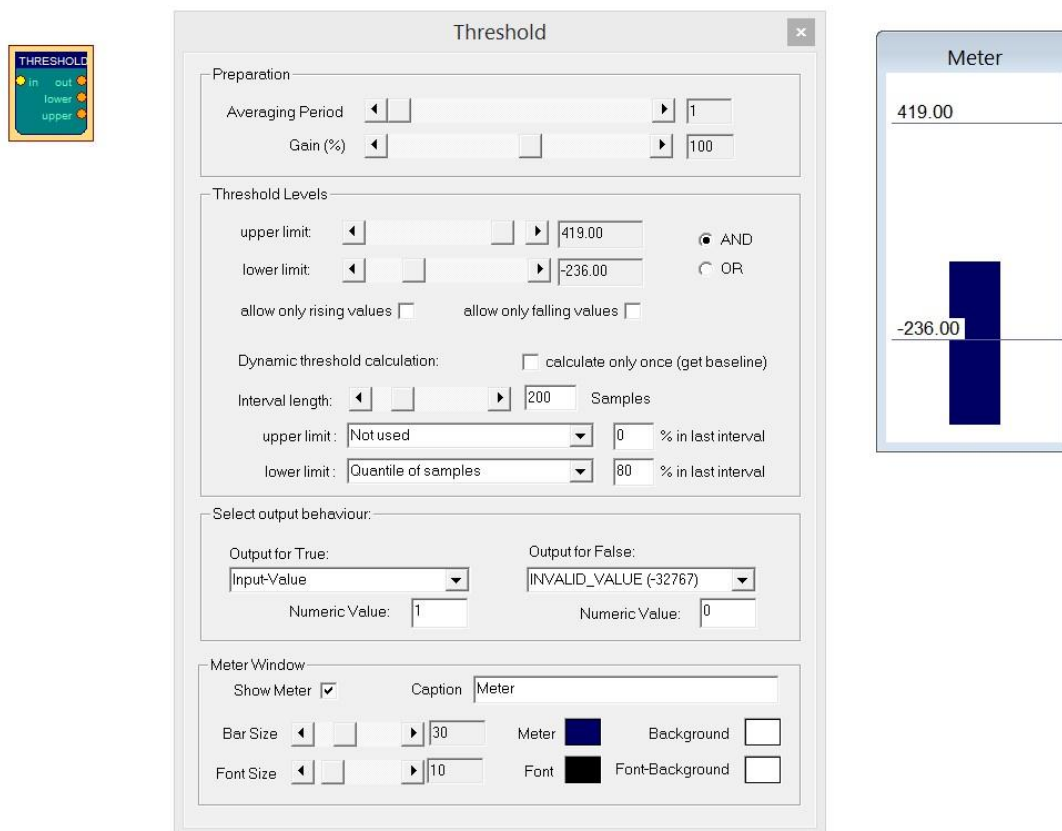 THRESHOLD
in out
lower
upper
Threshold
Preparation
Averaging Period 1
Gain (%) 100
Threshold Levels
upper limit: 419.00
AND
lower limit: -236.00
OR
allow only rising values allow only falling values
Dynamic threshold calculation: calculate only once (get baseline)
Interval length: 200 Samples
upper limit : Not used 0 % in last interval
lower limit : Quantile of samples 80 % in last interval
Select output behaviour:
Output for True: Output for False:
Input-Value INVALID_VALUE (-32767)
Numeric Value: 1 Numeric Value: 0
Meter Window
Show Meter Caption Meter
Bar Size 30 Meter Background
Font Size 10 Font Font-Background
Meter
419.00
-236.00